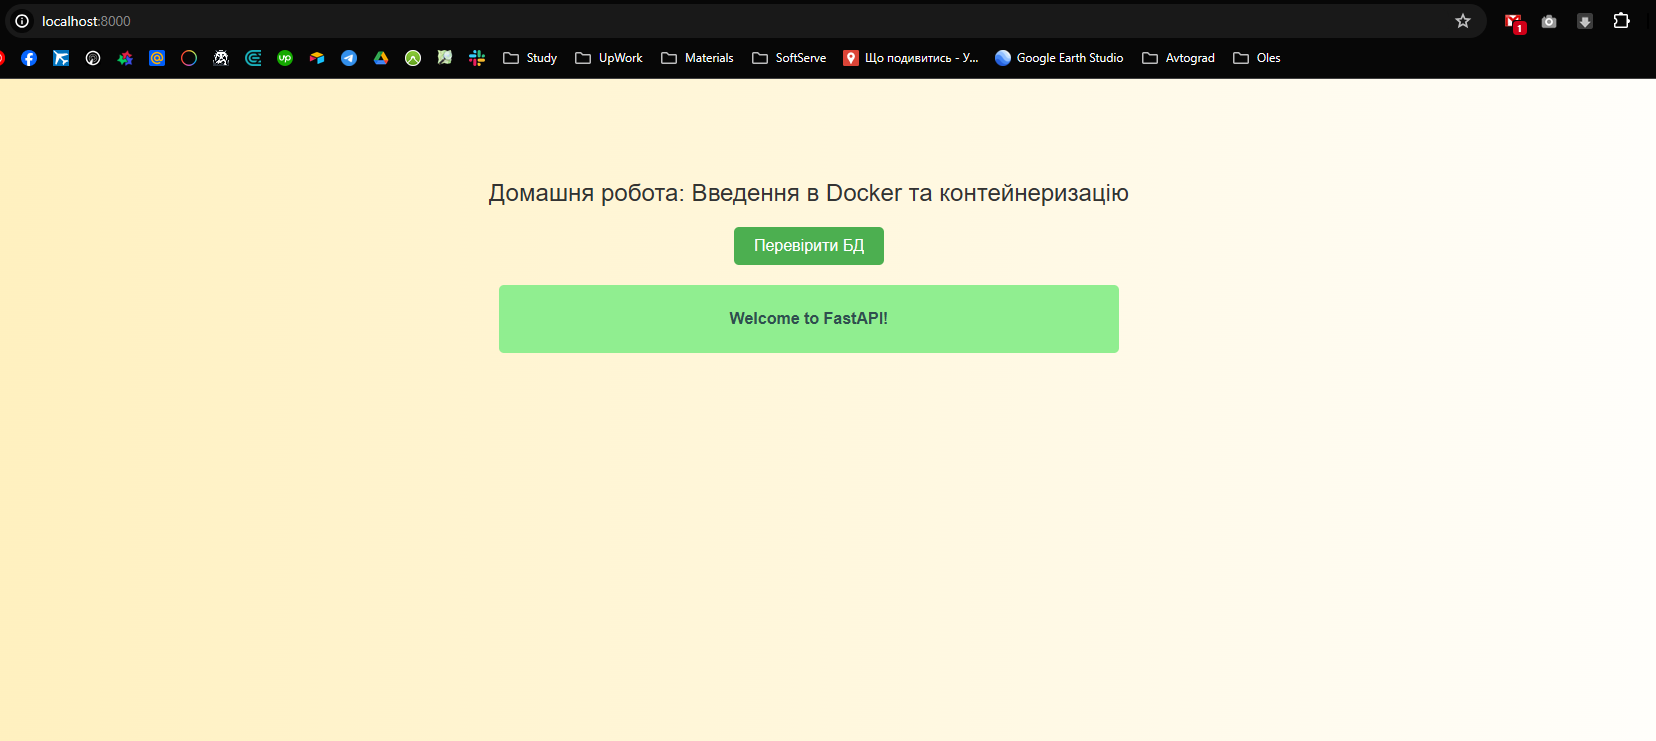 localhost:8000
1
up
Study
UpWork
Materials
SoftServe
Що подивитись - У...
Google Earth Studio
Avtograd
Oles
Домашня робота: Введення в Docker та контейнеризацію
Перевірити БД
Welcome to FastAPI!